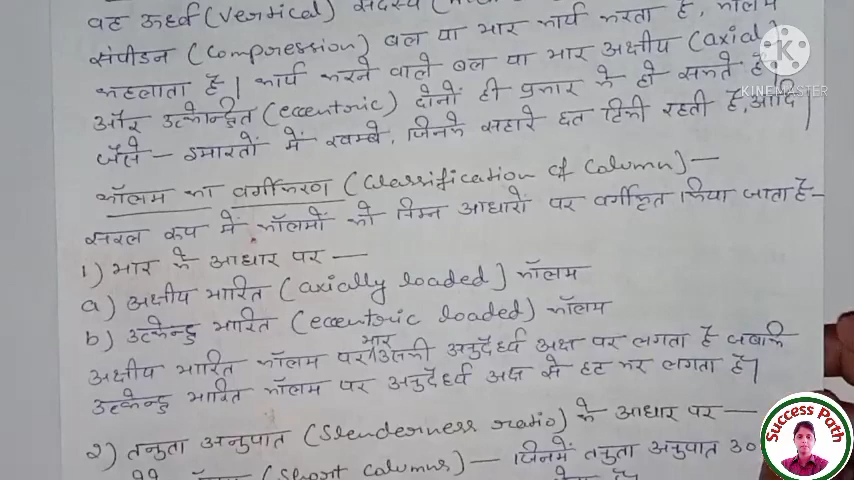 वह ऊर्ध्व (Vertical) सदस्य
संपीडन (Compression) बल या भार कार्य करता है, कॉलम
कहलाता है। कार्य करने वाले बल या भार अक्षीय (axial)
और उत्केन्द्रित (eccentric) दोनों ही प्रकार के हो सकते हैं,
जैसे - इमारतों में खम्बे, जिनके सहारे छत टिकी रहती है, आदि।
कॉलम का वर्गीकरण (Classification of Column) —
सरल रूप में कॉलमों को निम्न आधारों पर वर्गीकृत किया जाता है-
1) भार के आधार पर —
a) अक्षीय भारित (axially loaded) कॉलम
b) उत्केन्द्र भारित (eccentric loaded) कॉलम
अक्षीय भारित कॉलम पर भार उसकी अनुदैर्ध्य अक्ष पर लगता है जबकि
उत्केन्द्र भारित कॉलम पर अनुदैर्ध्य अक्ष से हट कर लगता है।
2) तनुता अनुपात (Slenderness ratio) के आधार पर —
(Short columns) — जिनमें तनुता अनुपात 30
KINEMASTER
Success Path